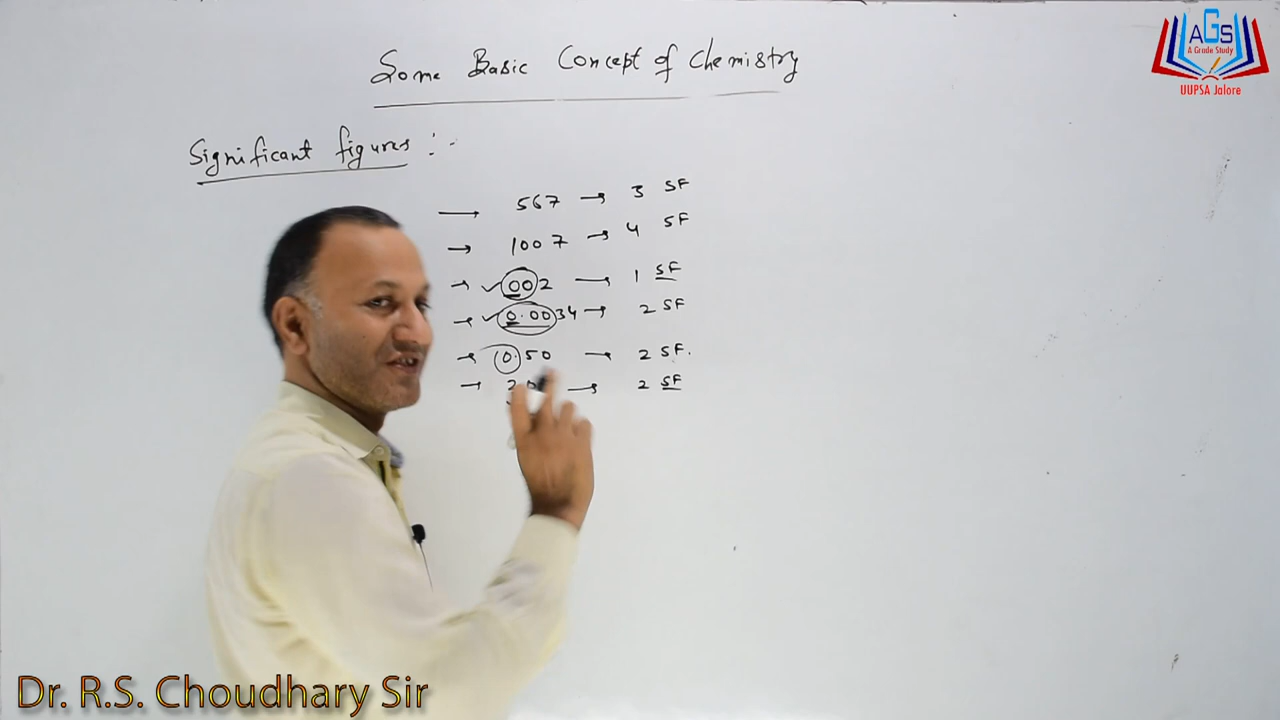 Some Basic Concept of Chemistry
AGS
A Grade Study
UUPSA Jalore
Significant figures :-
→ 567 → 3 SF
→ 1007 → 4 SF
→ ✓002 → 1 SF
→ ✓0.0034 → 2 SF
→ 0.50 → 2 SF.
→ → 2 SF
Dr. R.S. Choudhary Sir